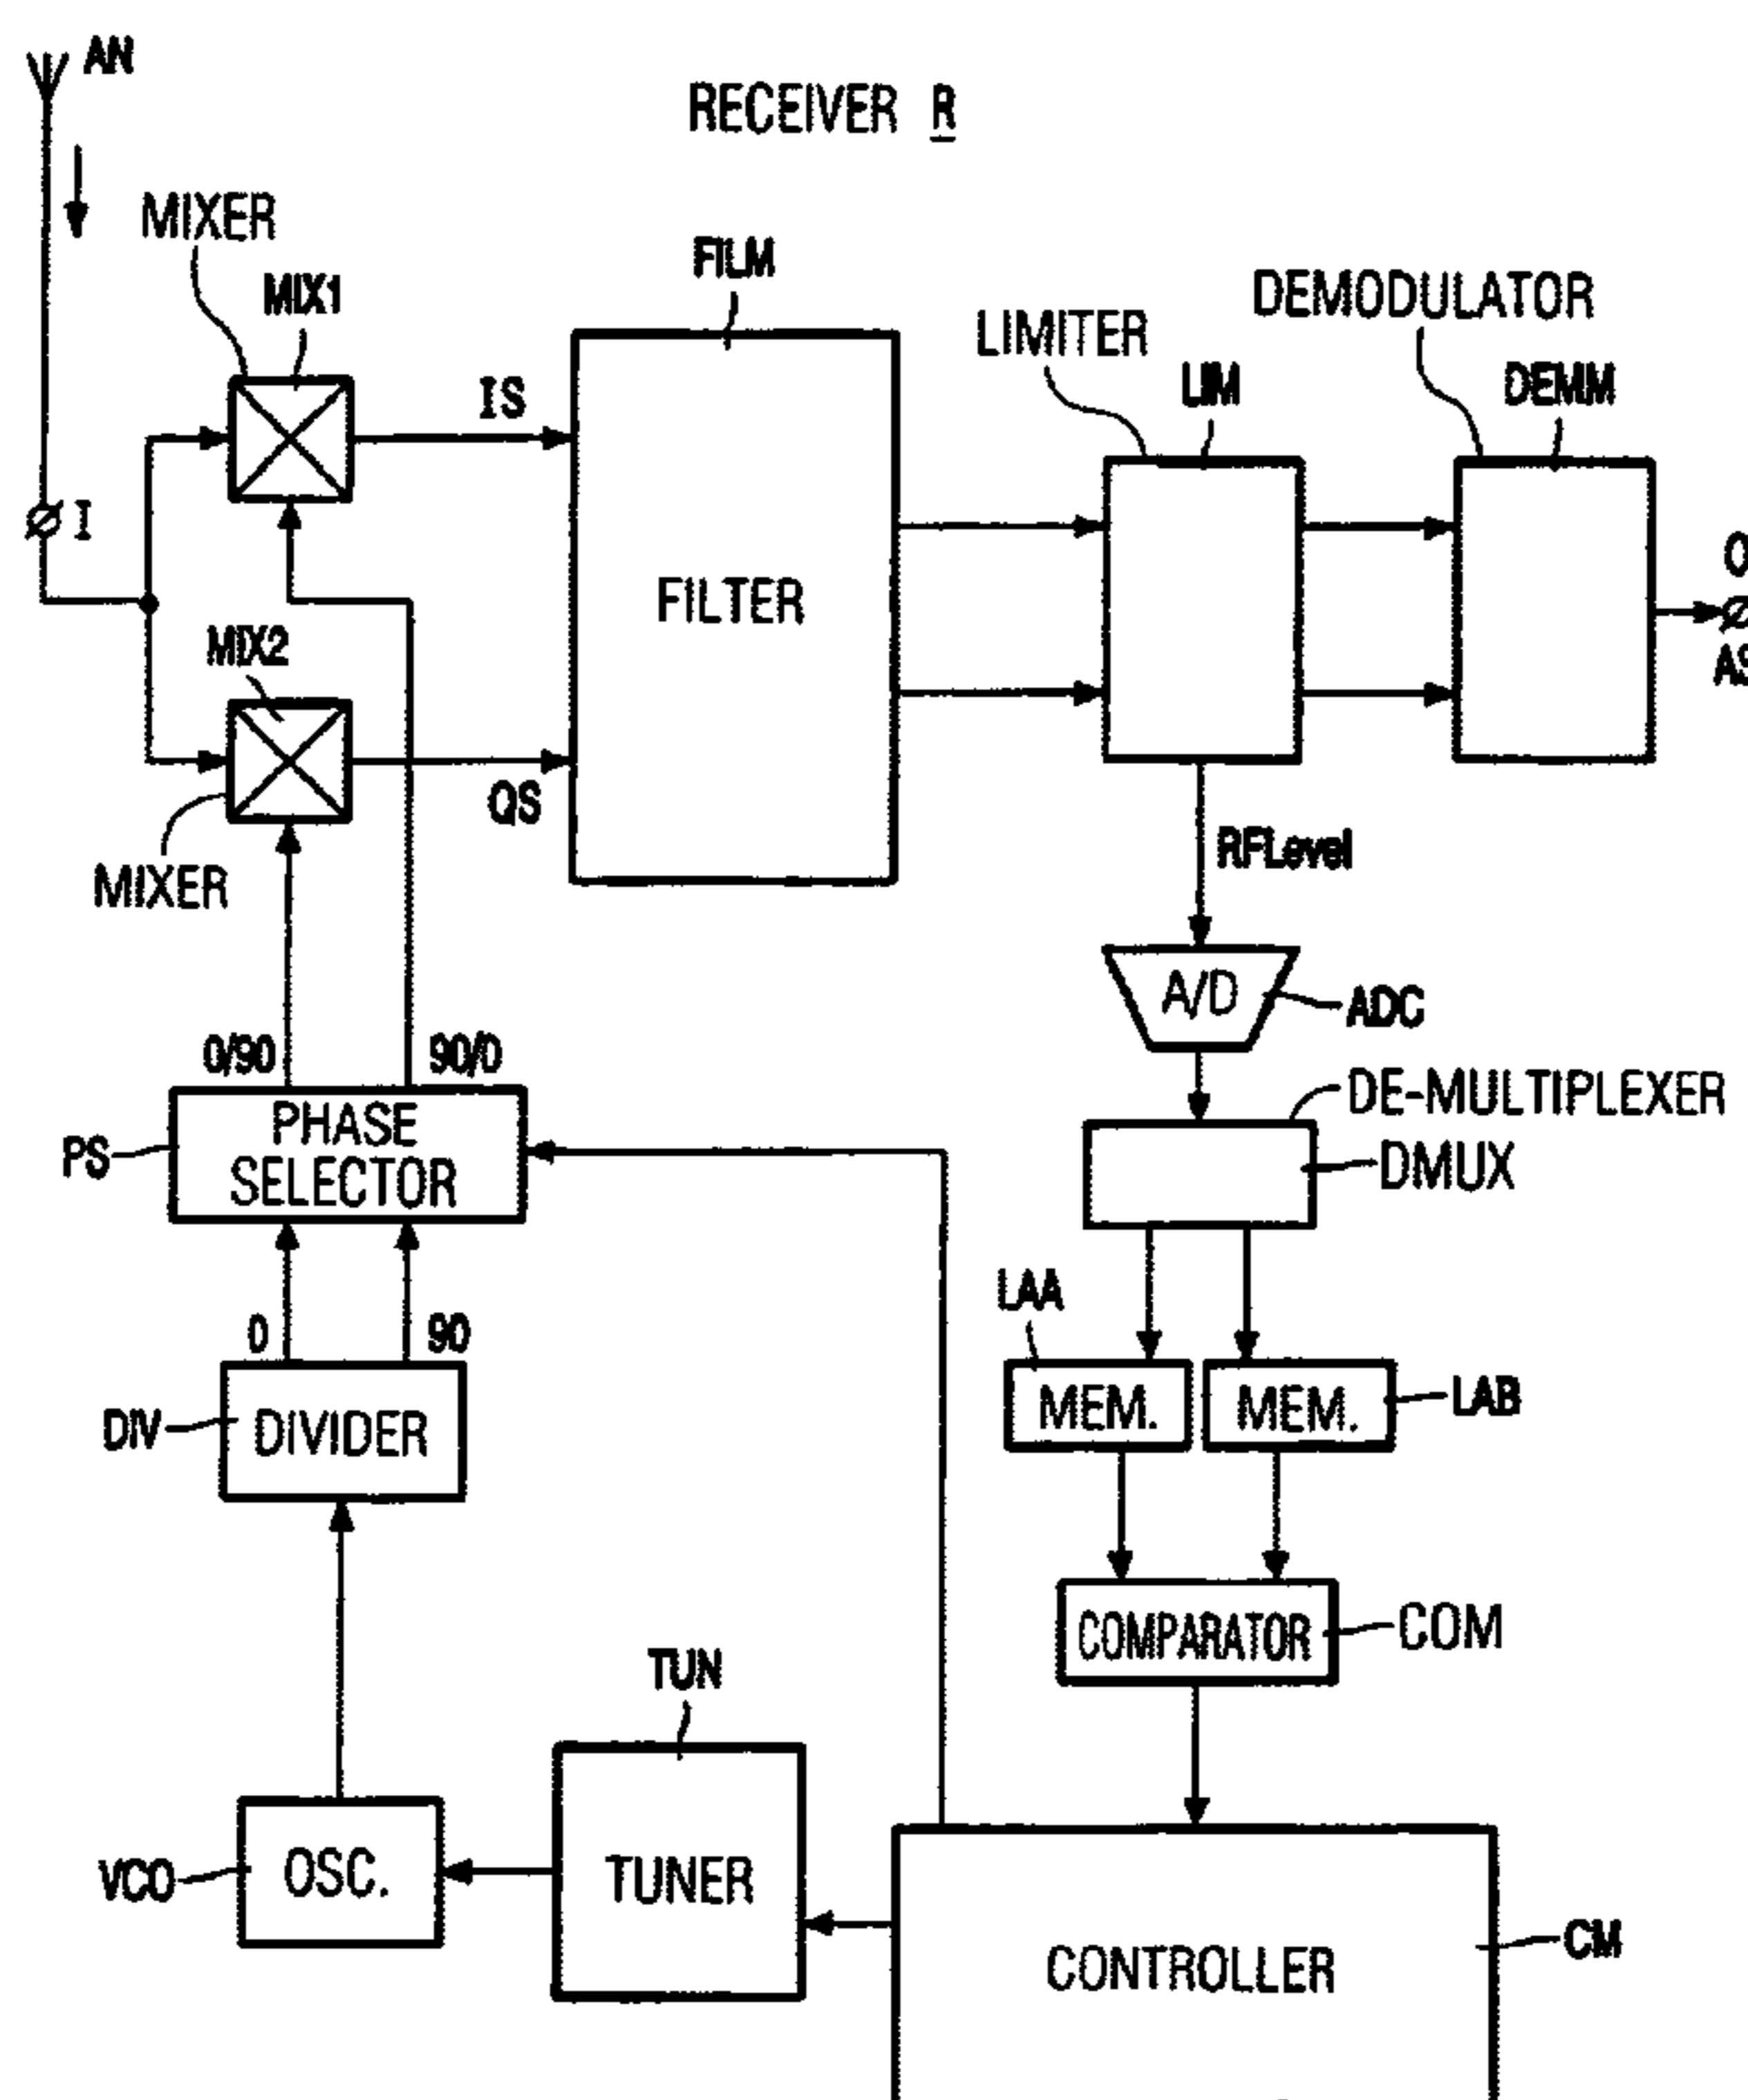 AN
RECEIVER R
MIXER
MIX1
FILM
DEMODULATOR
LIMITER
LIM
DEMM
IS
I
FILTER
MIX2
QS
MIXER
RFLevel
A/D
ADC
0/90
90/0
DE-MULTIPLEXER
PHASE
SELECTOR
PS
DMUX
LAA
0
90
MEM.
MEM.
LAB
DIV
DIVIDER
COMPARATOR
COM
TUN
VCO
OSC.
TUNER
CM
CONTROLLER